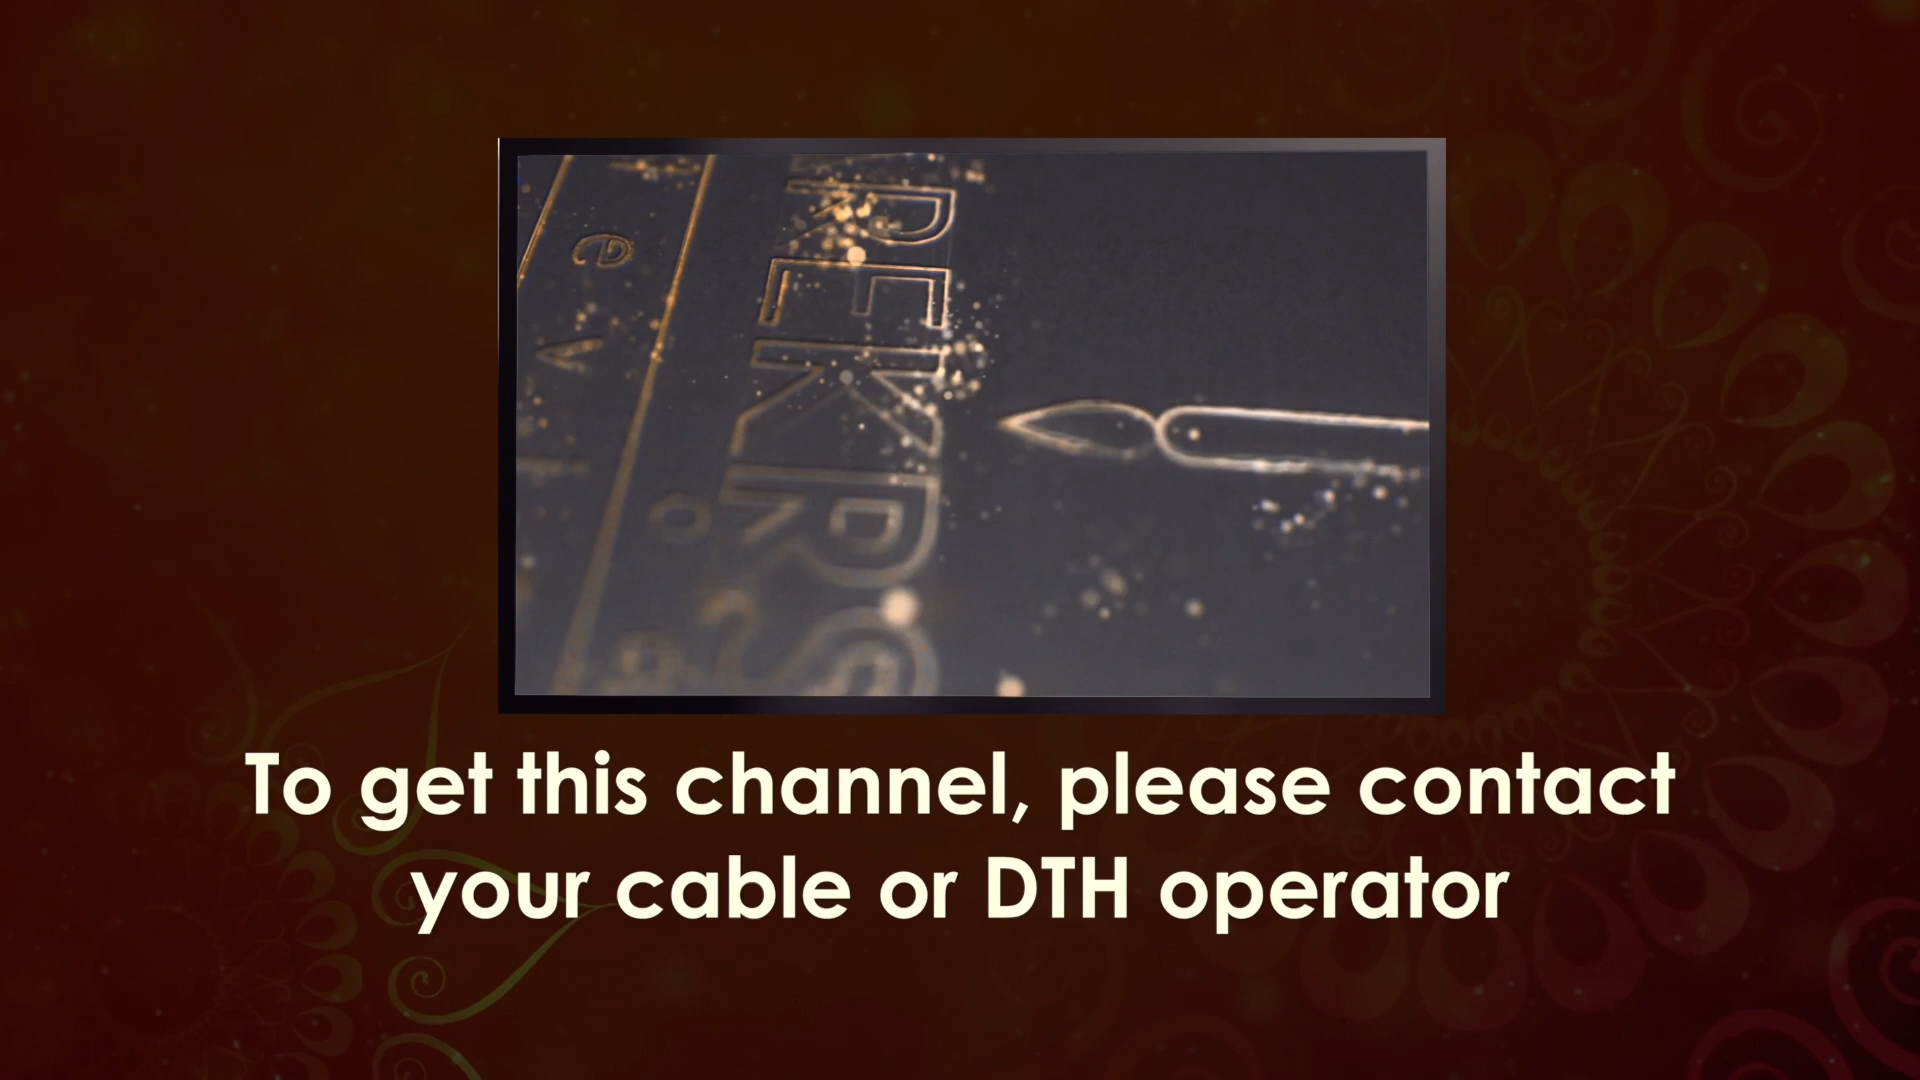 To get this channel, please contact
your cable or DTH operator